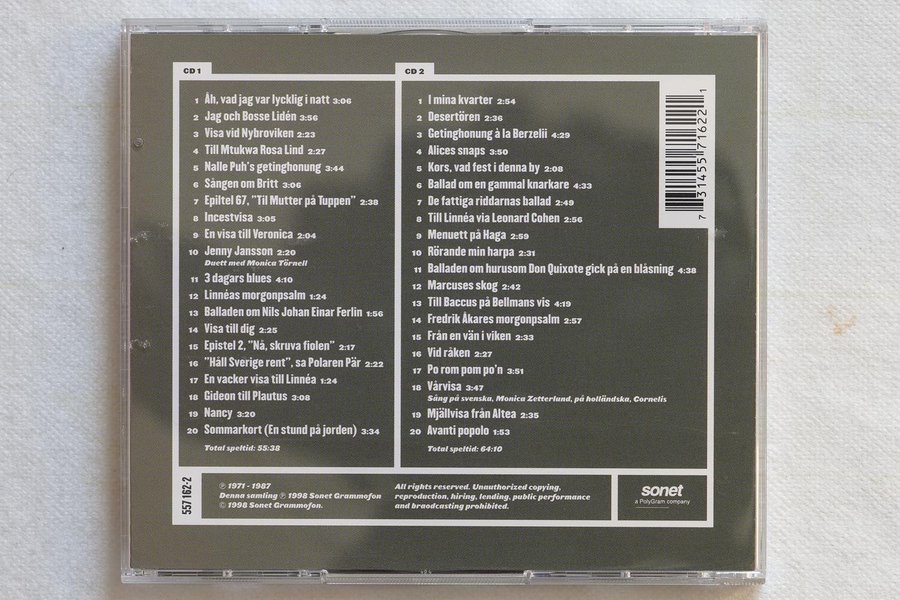 CD 1
1 Åh, vad jag var lycklig i natt 3:06
2 Jag och Bosse Lidén 3:56
3 Visa vid Nybroviken 2:23
4 Till Mtukwa Rosa Lind 2:27
5 Nalle Puh's getinghonung 3:44
6 Sången om Britt 3:06
7 Epiltel 67, "Til Mutter på Tuppen" 2:38
8 Incestvisa 3:05
9 En visa till Veronica 2:04
10 Jenny Jansson 2:20
Duett med Monica Törnell
11 3 dagars blues 4:10
12 Linnéas morgonpsalm 1:24
13 Balladen om Nils Johan Einar Ferlin 1:56
14 Visa till dig 2:25
15 Epistel 2, "Nå, skruva fiolen" 2:17
16 "Håll Sverige rent", sa Polaren Pär 2:22
17 En vacker visa till Linnéa 1:24
18 Gideon till Plautus 3:08
19 Nancy 3:20
20 Sommarkort (En stund på jorden) 3:34
Total speltid: 55:38
CD 2
1 I mina kvarter 2:54
2 Desertören 2:36
3 Getinghonung à la Berzelii 4:29
4 Alices snaps 3:50
5 Kors, vad fest i denna by 2:08
6 Ballad om en gammal knarkare 4:33
7 De fattiga riddarnas ballad 2:49
8 Till Linnéa via Leonard Cohen 2:56
9 Menuett på Haga 2:59
10 Rörande min harpa 2:31
11 Balladen om hurusom Don Quixote gick på en blåsning 4:38
12 Marcuses skog 2:42
13 Till Baccus på Bellmans vis 4:19
14 Fredrik Åkares morgonpsalm 2:57
15 Från en vän i viken 2:33
16 Vid råken 2:27
17 Po rom pom po'n 3:51
18 Vårvisa 3:47
Sång på svenska, Monica Zetterlund, på holländska, Cornelis
19 Mjällvisa från Altea 2:35
20 Avanti popolo 1:53
Total speltid: 64:10
7 31455 71622 1
557 162-2
℗ 1971 - 1987
Denna samling ℗ 1998 Sonet Grammofon
© 1998 Sonet Grammofon.
All rights reserved. Unauthorized copying,
reproduction, hiring, lending, public performance
and braodcasting prohibited.
sonet
a PolyGram company